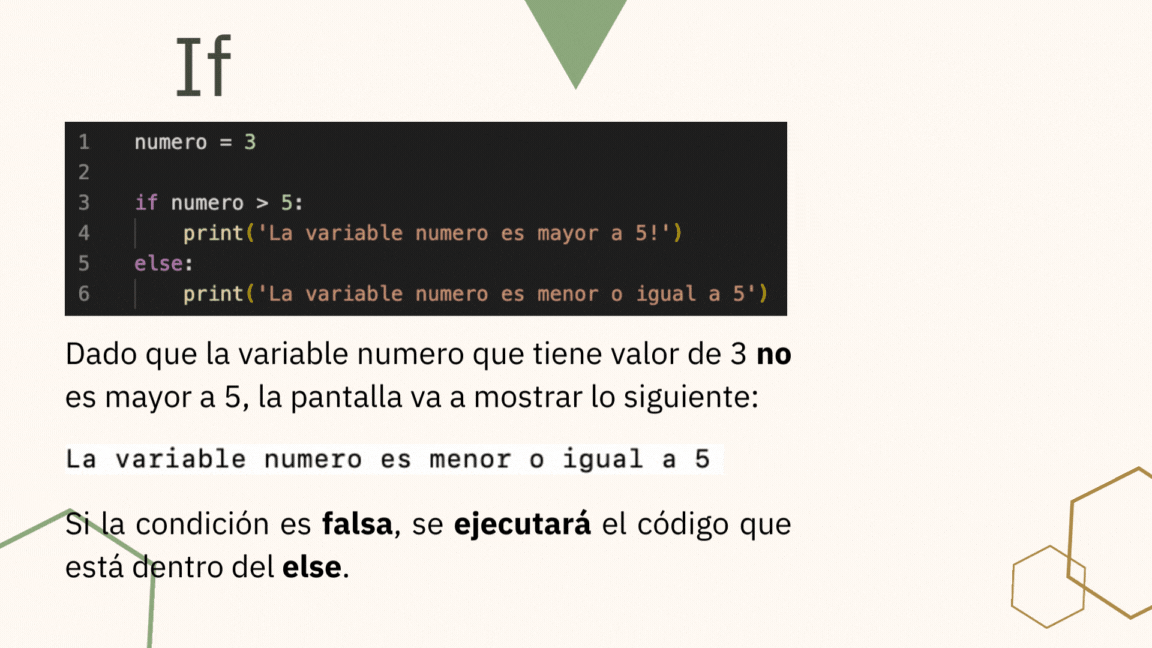 If
1 numero = 3
2
3 if numero > 5:
4 print('La variable numero es mayor a 5!')
5 else:
6 print('La variable numero es menor o igual a 5')
Dado que la variable numero que tiene valor de 3 no
es mayor a 5, la pantalla va a mostrar lo siguiente:
La variable numero es menor o igual a 5
Si la condición es falsa, se ejecutará el código que
está dentro del else.